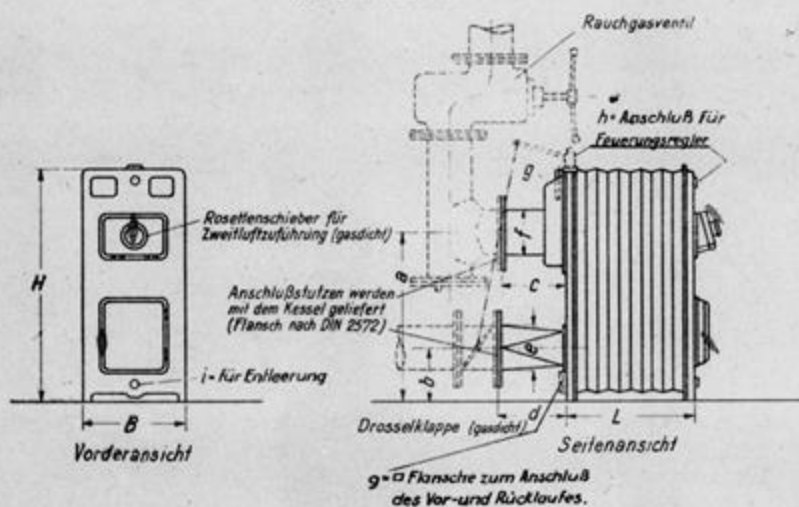 Rauchgasventil
h= Anschluß Für
Feuerungsregler
g
Rosettenschieber für
Zweitluftzuführung (gasdicht)
H
f
a
c
Anschlußstutzen werden
mit dem Kessel geliefert
(Flansch nach DIN 2572)
e
b
i= für Entleerung
B
d
L
Drosselklappe (gasdicht)
Vorderansicht
Seitenansicht
g= □ Flansche zum Anschluß
des Vor- und Rücklaufes.